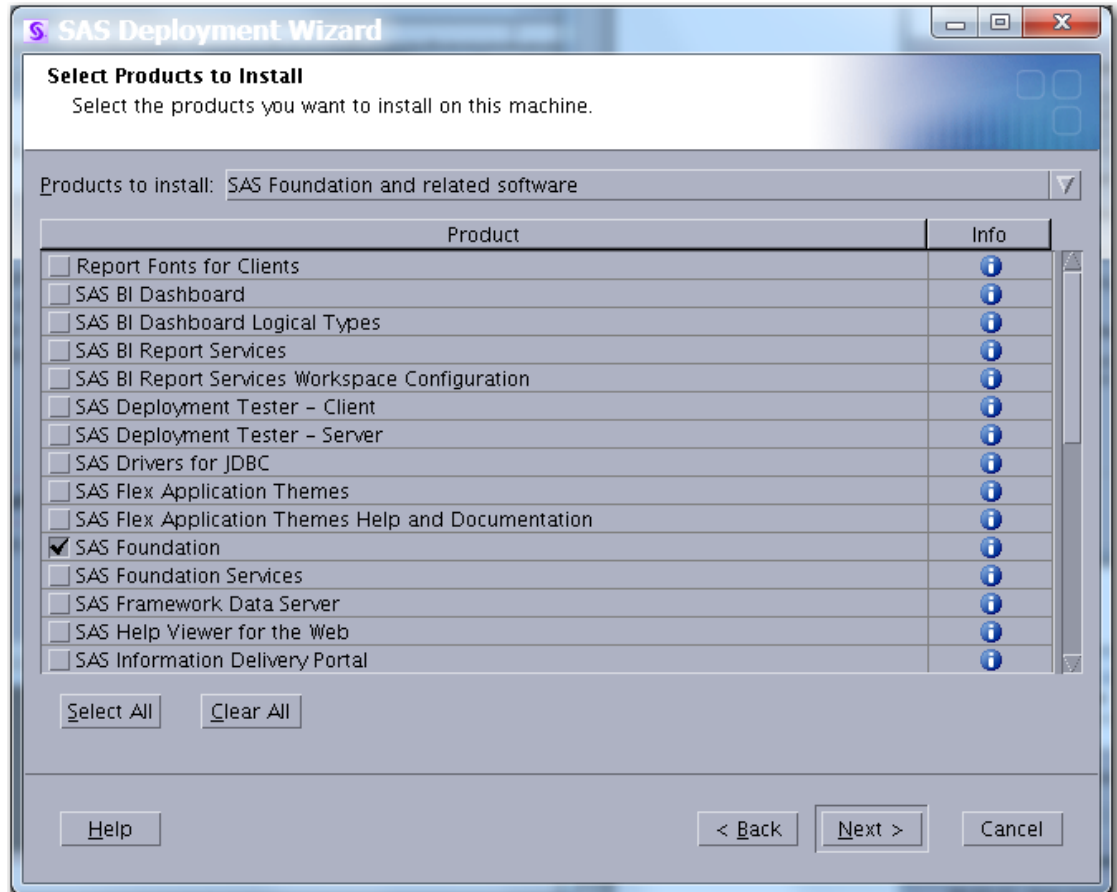 SAS Deployment Wizard
Select Products to Install
Select the products you want to install on this machine.
Products to install: SAS Foundation and related software
Product Info
Report Fonts for Clients
SAS BI Dashboard
SAS BI Dashboard Logical Types
SAS BI Report Services
SAS BI Report Services Workspace Configuration
SAS Deployment Tester – Client
SAS Deployment Tester – Server
SAS Drivers for JDBC
SAS Flex Application Themes
SAS Flex Application Themes Help and Documentation
SAS Foundation
SAS Foundation Services
SAS Framework Data Server
SAS Help Viewer for the Web
SAS Information Delivery Portal
Select All Clear All
Help < Back Next > Cancel